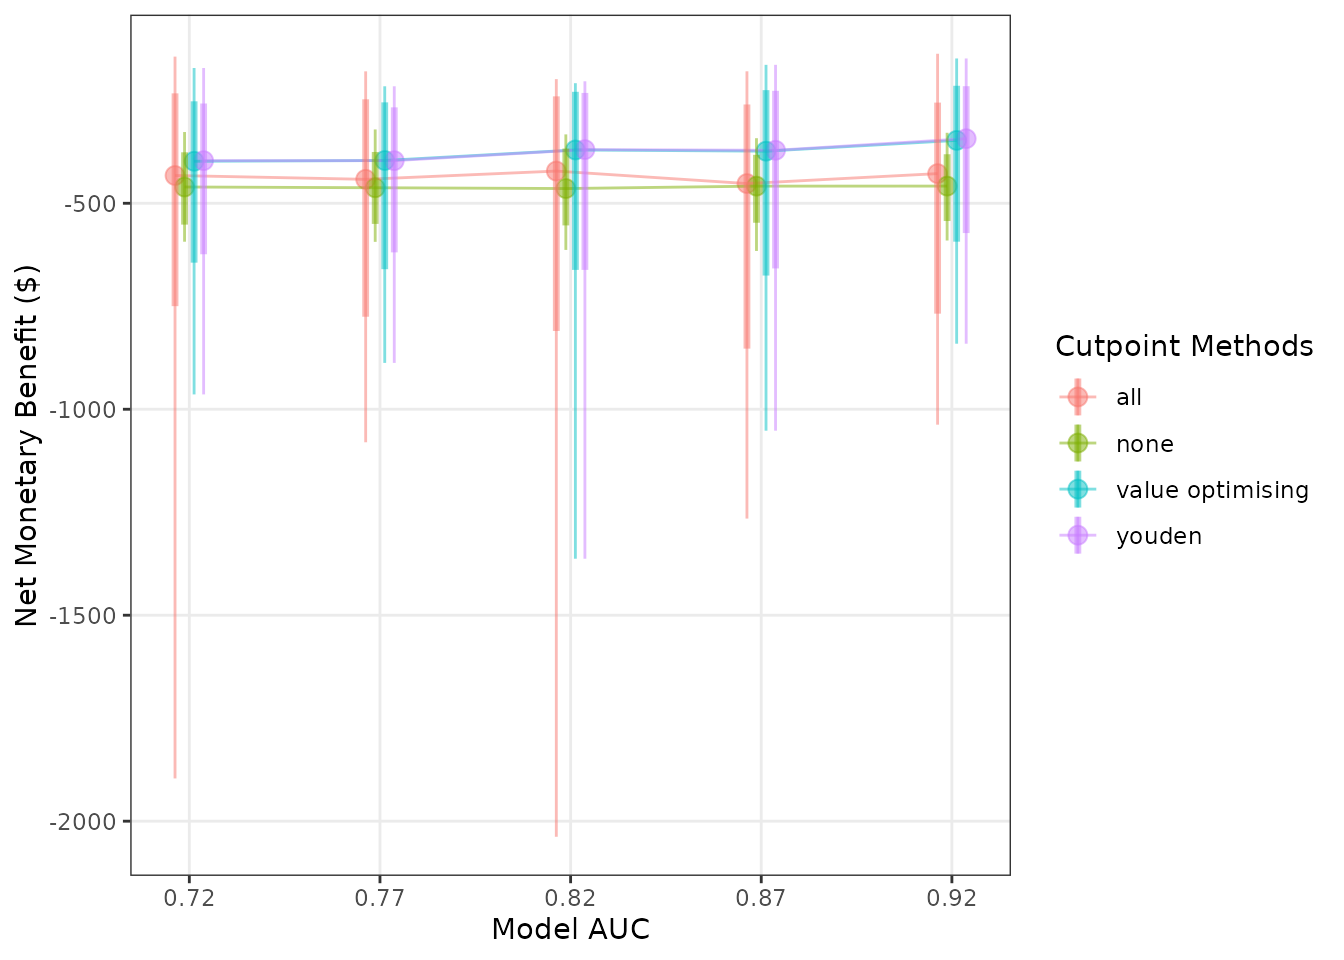 Net Monetary Benefit ($)
-500
-1000
-1500
-2000
0.72
0.77
0.82
0.87
0.92
Model AUC
Cutpoint Methods
all
none
value optimising
youden